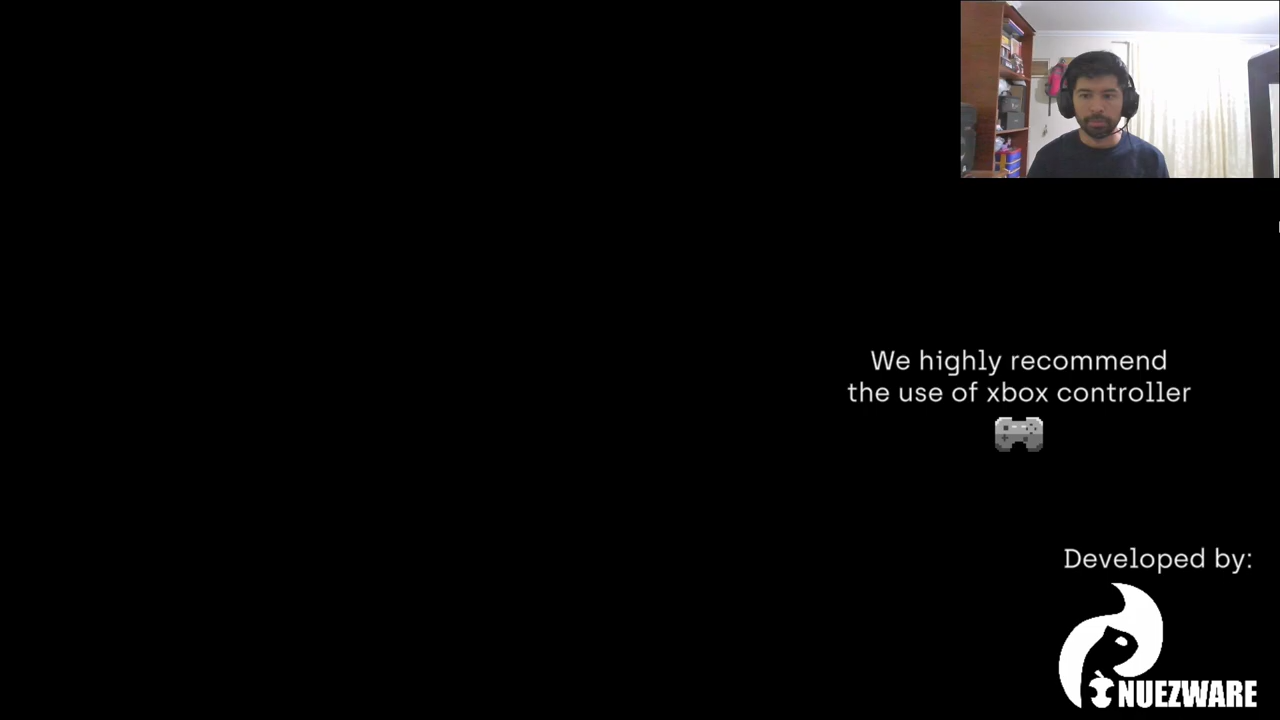 We highly recommend
the use of xbox controller
Developed by:
NUEZWARE